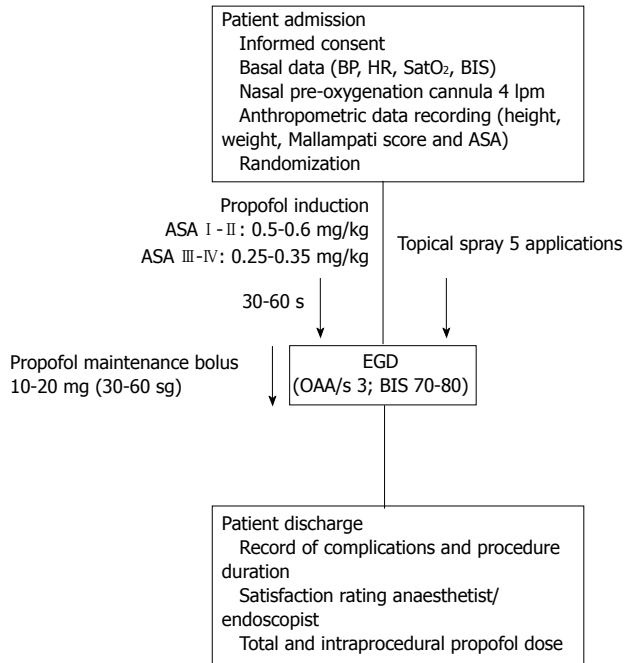 Patient admission
Informed consent
Basal data (BP, HR, SatO₂, BIS)
Nasal pre-oxygenation cannula 4 lpm
Anthropometric data recording (height,
weight, Mallampati score and ASA)
Randomization
Propofol induction
ASA Ⅰ-Ⅱ: 0.5-0.6 mg/kg
ASA Ⅲ-Ⅳ: 0.25-0.35 mg/kg
Topical spray 5 applications
30-60 s
Propofol maintenance bolus
10-20 mg (30-60 sg)
EGD
(OAA/s 3; BIS 70-80)
Patient discharge
Record of complications and procedure
duration
Satisfaction rating anaesthetist/
endoscopist
Total and intraprocedural propofol dose